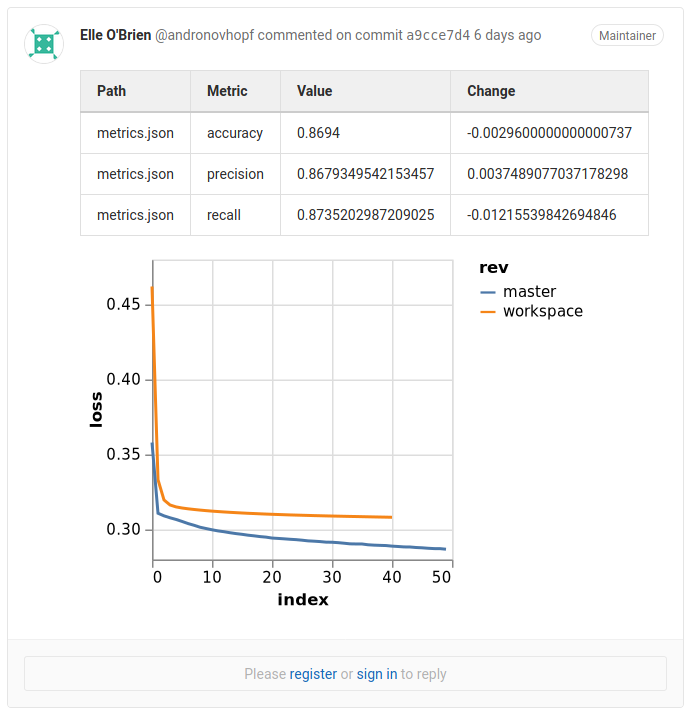 Elle O'Brien @andronovhopf commented on commit a9cce7d4 6 days ago Maintainer
Path Metric Value Change
metrics.json accuracy 0.8694 -0.0029600000000000737
metrics.json precision 0.8679349542153457 0.0037489077037178298
metrics.json recall 0.8735202987209025 -0.01215539842694846
rev
master
workspace
0.45
0.40
0.35
0.30
loss
0 10 20 30 40 50
index
Please register or sign in to reply